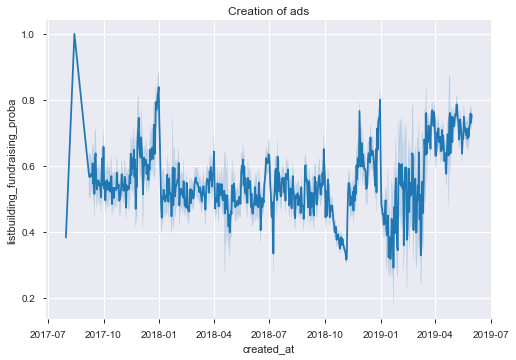 Creation of ads
listbuilding_fundraising_proba
1.0
0.8
0.6
0.4
0.2
2017-07 2017-10 2018-01 2018-04 2018-07 2018-10 2019-01 2019-04 2019-07
created_at